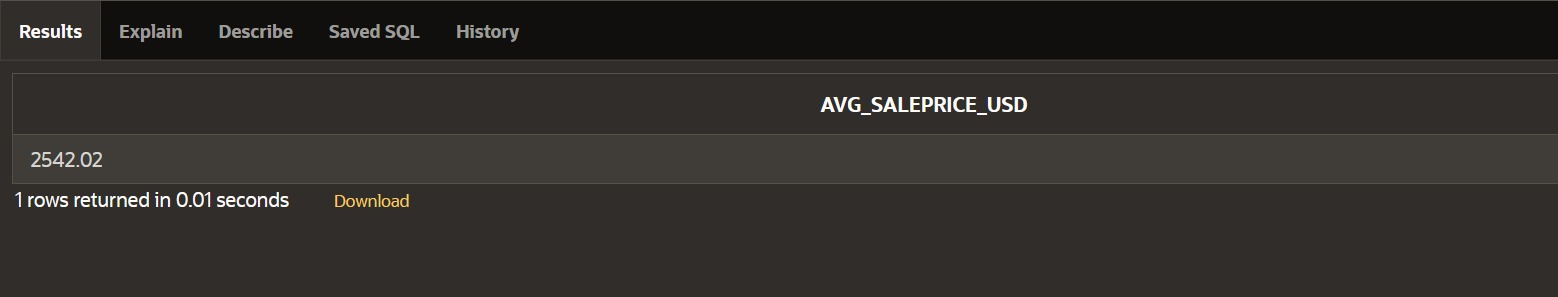 Results Explain Describe Saved SQL History
AVG_SALEPRICE_USD
2542.02
1 rows returned in 0.01 seconds Download